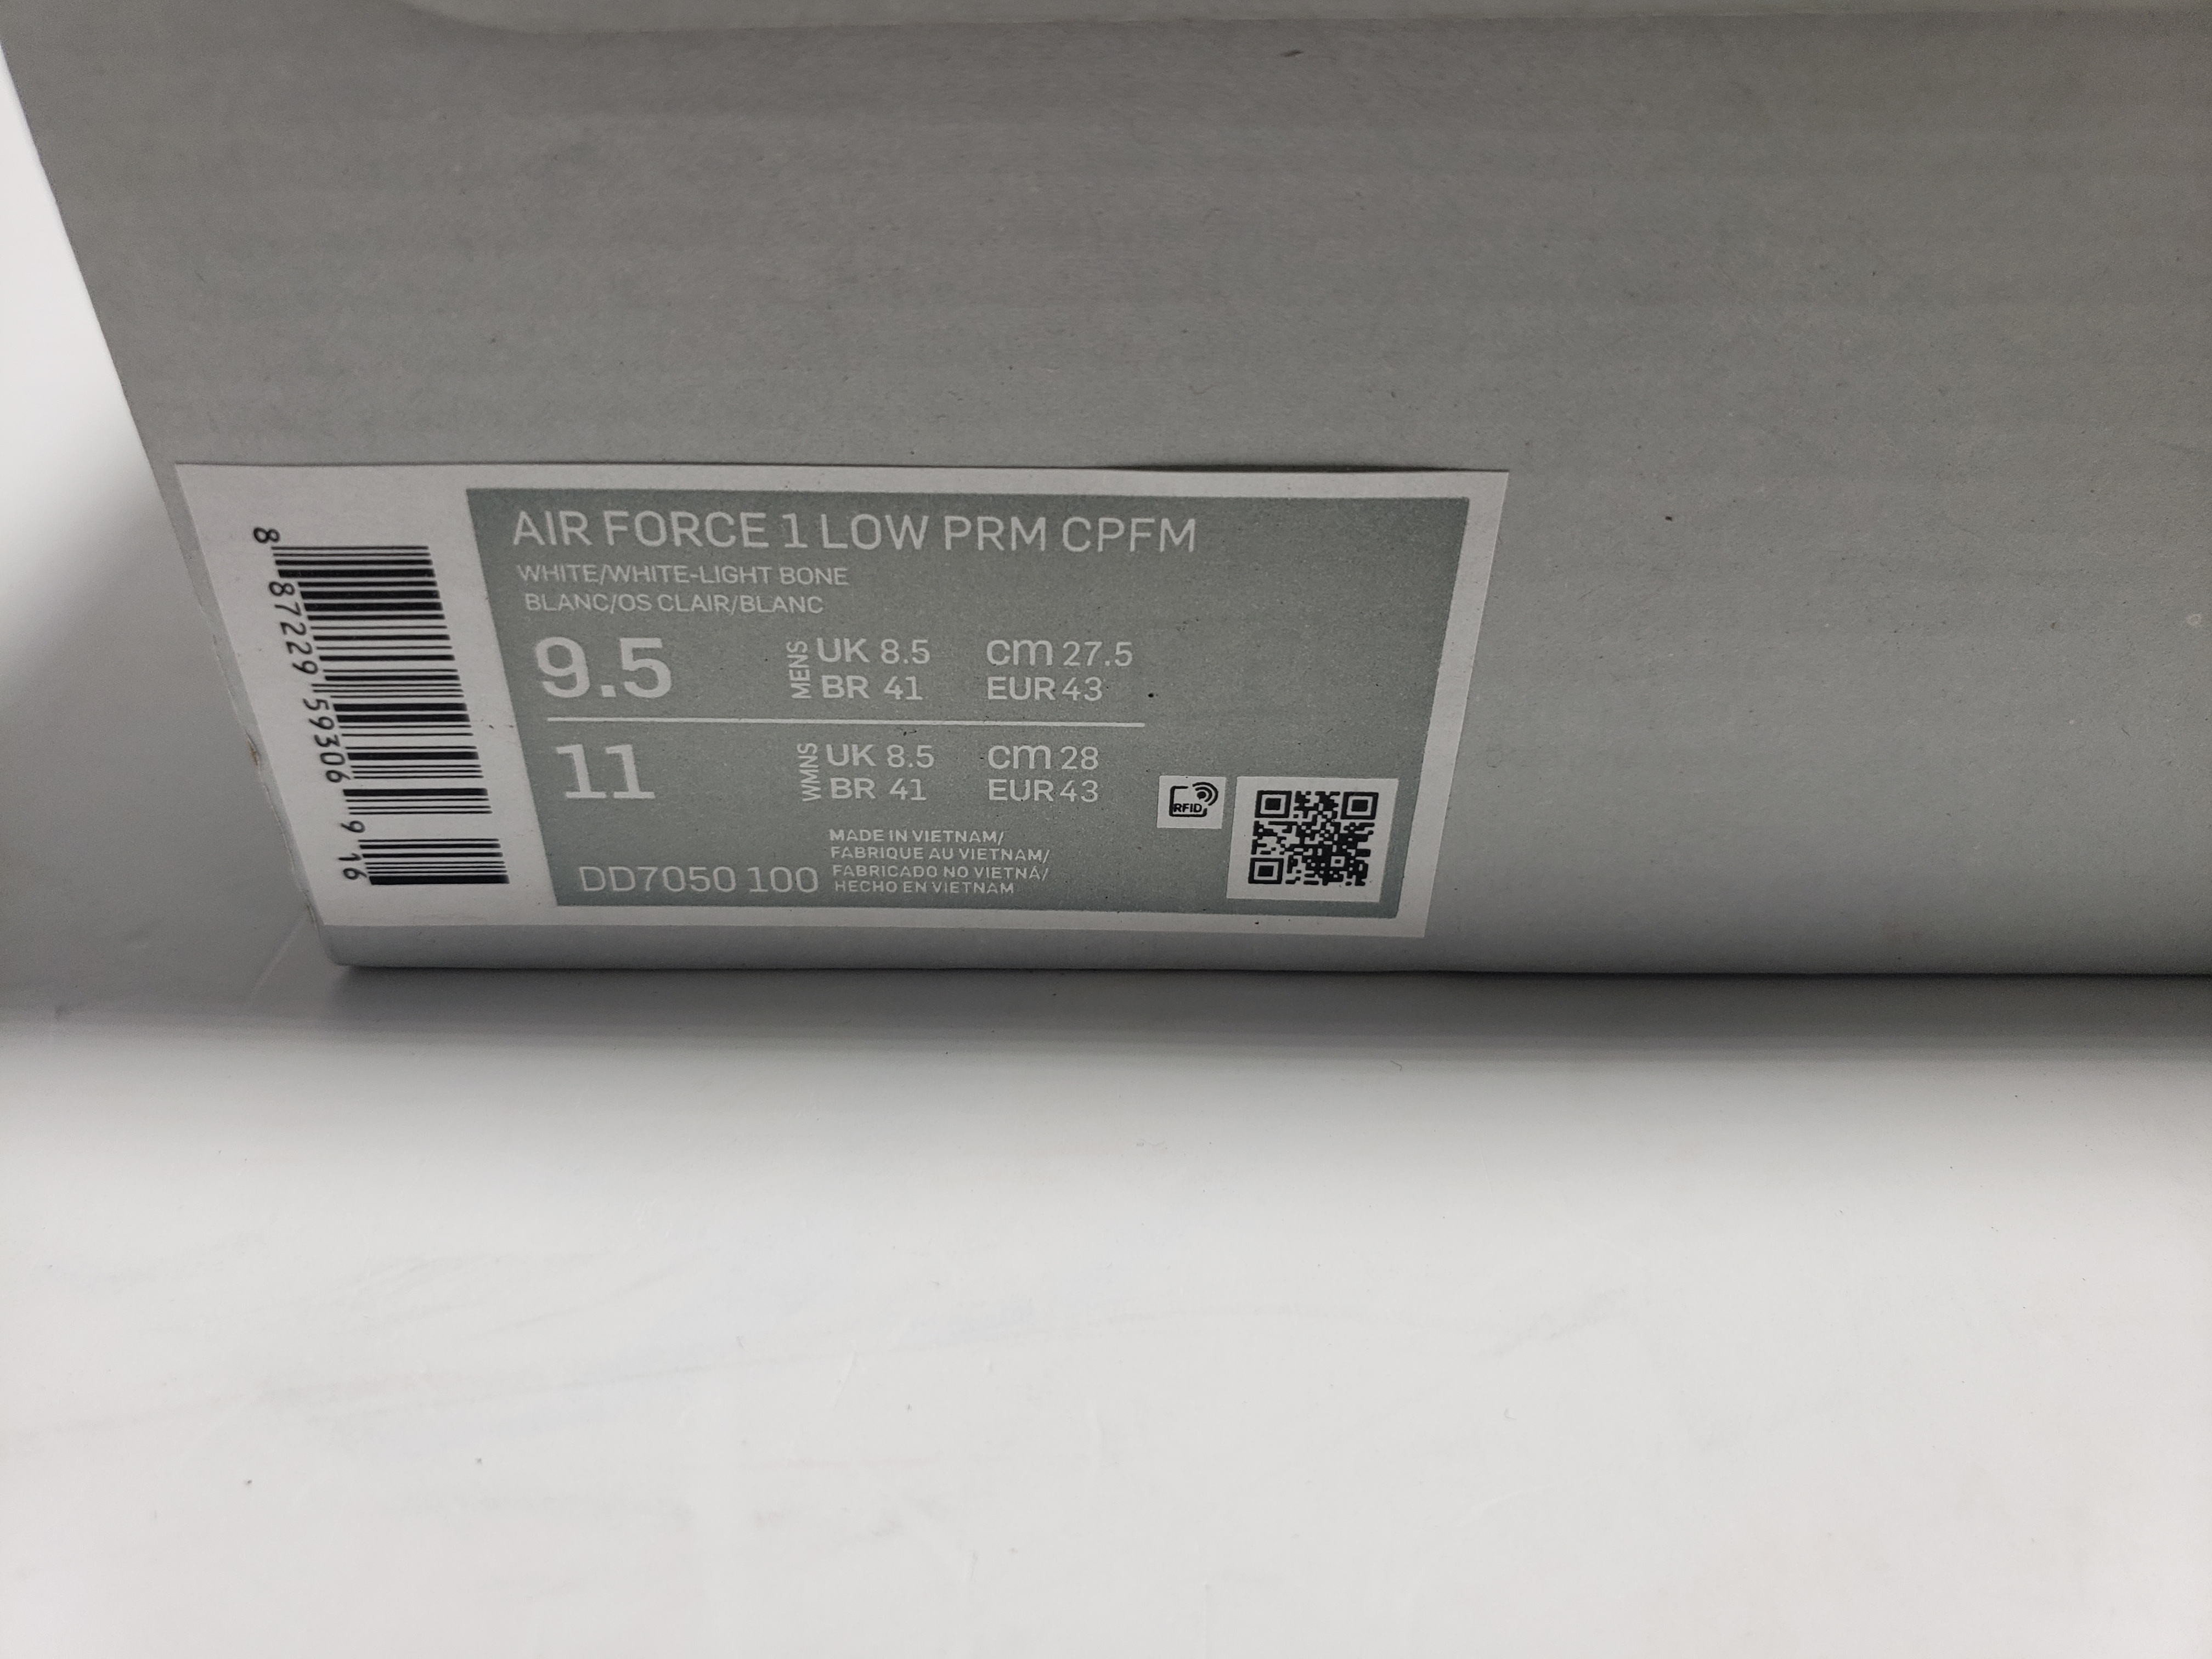 AIR FORCE 1 LOW PRM CPFM
WHITE/WHITE-LIGHT BONE
BLANC/OS CLAIR/BLANC
9.5 MENS UK 8.5 cm 27.5
BR 41 EUR 43
11 WMNS UK 8.5 cm 28
BR 41 EUR 43
MADE IN VIETNAM/
FABRIQUE AU VIETNAM/
FABRICADO NO VIETNÁ/
HECHO EN VIETNAM
DD7050 100
RFID
8 87229 59306 9 16